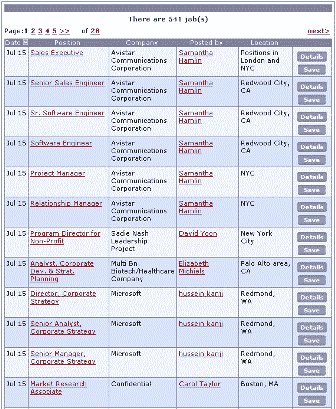 There are 541 job(s)
Page:1 2 3 4 5 >> of 28 next>
Date Position Company Posted by Location
Jul 15 Sales Executive Avistar Communications Corporation Samantha Hamlin Positions in London and NYC Details Save
Jul 15 Senior Sales Engineer Avistar Communications Corporation Samantha Hamlin Redwood City, CA Details Save
Jul 15 Sr. Software Engineer Avistar Communications Corporation Samantha Hamlin Redwood City, CA Details Save
Jul 15 Software Engineer Avistar Communications Corporation Samantha Hamlin Redwood City, CA Details Save
Jul 15 Project Manager Avistar Communications Corporation Samantha Hamlin NYC Details Save
Jul 15 Relationship Manager Avistar Communications Corporation Samantha Hamlin NYC Details Save
Jul 15 Program Director for Non-Profit Sadie Nash Leadership Project David Yoon New York City Details Save
Jul 15 Analyst, Corporate Dev. & Strat. Planning Multi Bn Biotech/Healthcare Company Elizabeth Michials Palo Alto area, CA Details Save
Jul 15 Director, Corporate Strategy Microsoft hussein kanji Redmond, WA Details Save
Jul 15 Senior Analyst, Corporate Strategy Microsoft hussein kanji Redmond, WA Details Save
Jul 15 Senior Manager, Corporate Strategy Microsoft hussein kanji Redmond, WA Details Save
Jul 15 Market Research Associate Confidential Carol Taylor Boston, MA Details Save